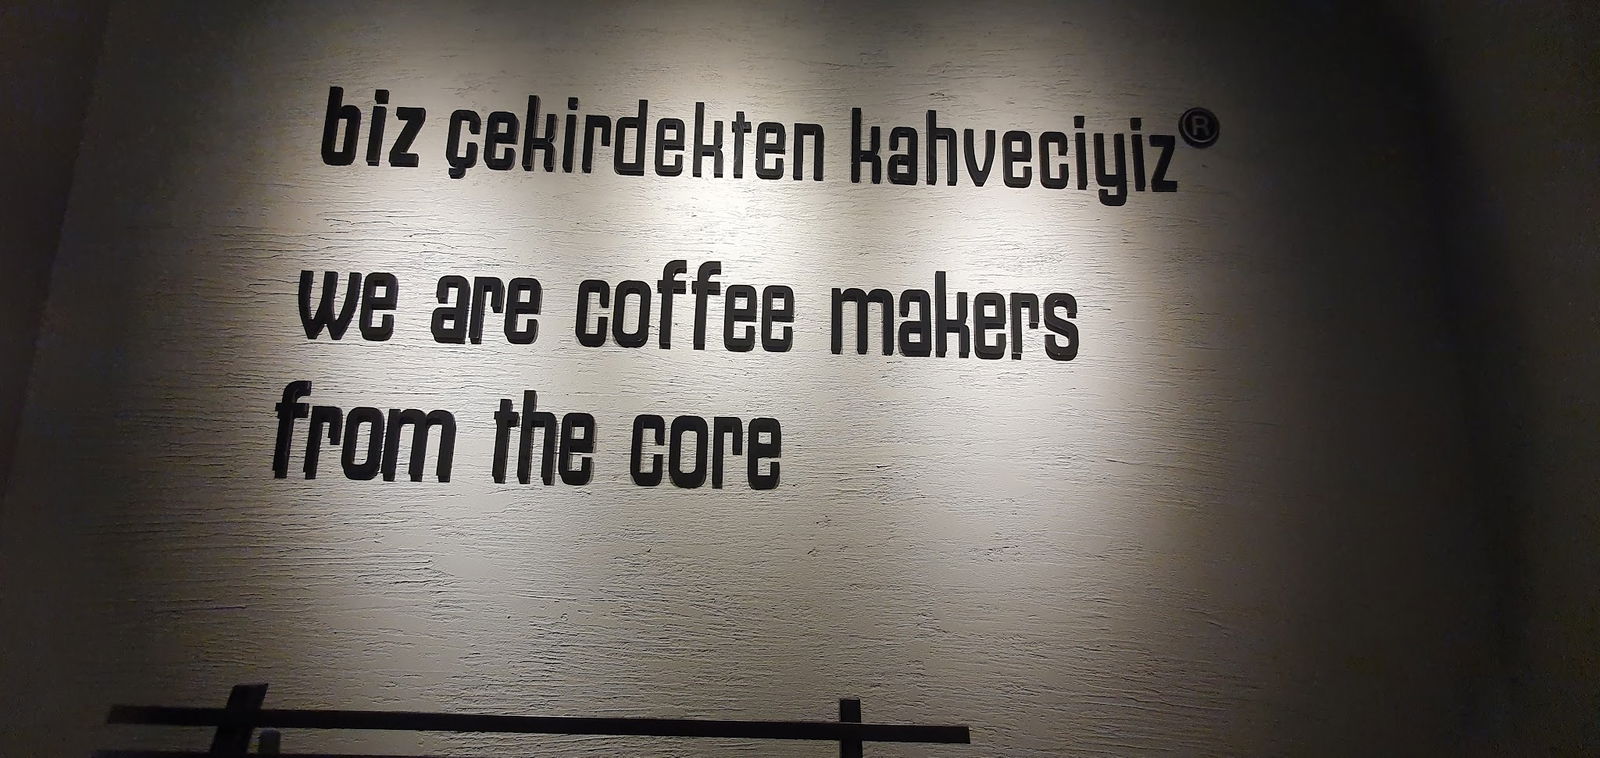 biz çekirdekten kahveciyiz®
we are coffee makers
from the core